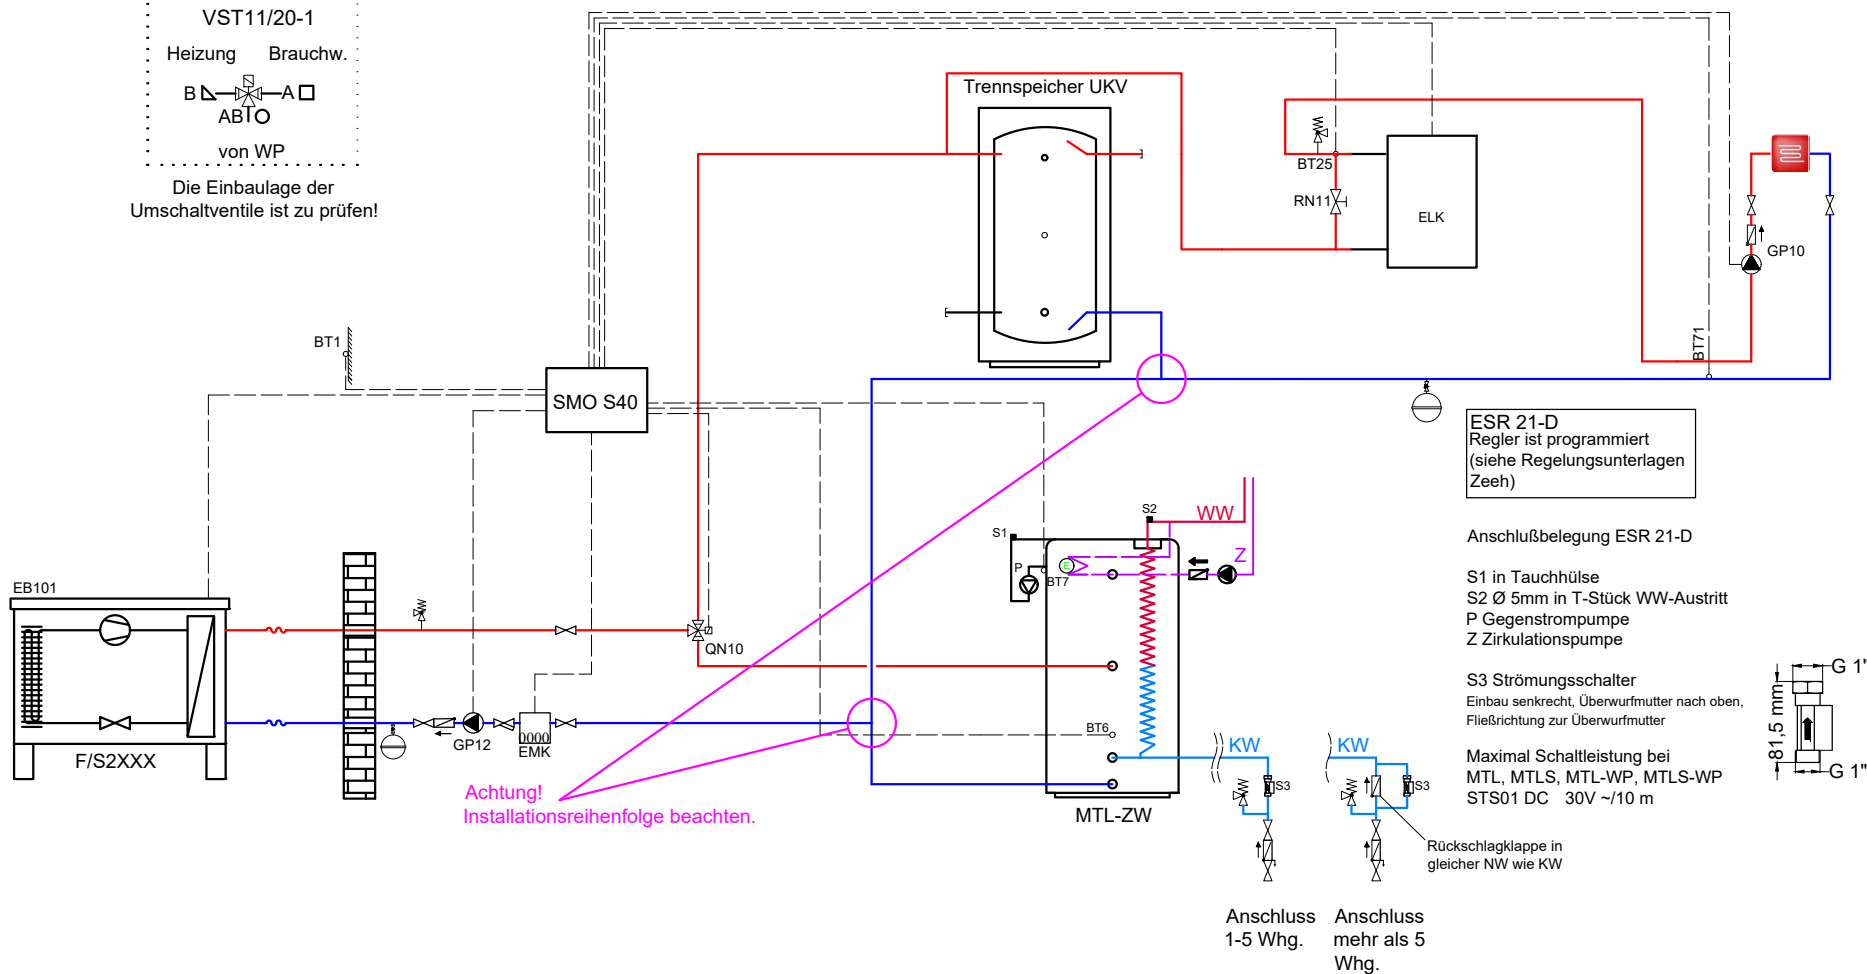 VST11/20-1
Heizung Brauchw.
B A
AB
von WP
Die Einbaulage der
Umschaltventile ist zu prüfen!
Trennspeicher UKV
BT25
RN11
ELK
GP10
BT71
BT1
SMO S40
ESR 21-D
Regler ist programmiert
(siehe Regelungsunterlagen
Zeeh)
Anschlußbelegung ESR 21-D
S1 in Tauchhülse
S2 Ø 5mm in T-Stück WW-Austritt
P Gegenstrompumpe
Z Zirkulationspumpe
S3 Strömungsschalter
Einbau senkrecht, Überwurfmutter nach oben,
Fließrichtung zur Überwurfmutter
Maximal Schaltleistung bei
MTL, MTLS, MTL-WP, MTLS-WP
STS01 DC 30V ~/10 m
G 1'
81,5 mm
G 1"
S2
WW
S1
Z
P
E
BT7
EB101
QN10
GP12
EMK
F/S2XXX
BT6
KW
KW
S3
S3
MTL-ZW
Achtung!
Installationsreihenfolge beachten.
Rückschlagklappe in
gleicher NW wie KW
Anschluss
1-5 Whg.
Anschluss
mehr als 5
Whg.